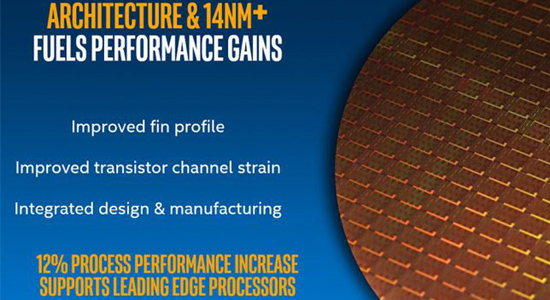 ARCHITECTURE & 14NM+
FUELS PERFORMANCE GAINS
Improved fin profile
Improved transistor channel strain
Integrated design & manufacturing
12% PROCESS PERFORMANCE INCREASE
SUPPORTS LEADING EDGE PROCESSORS